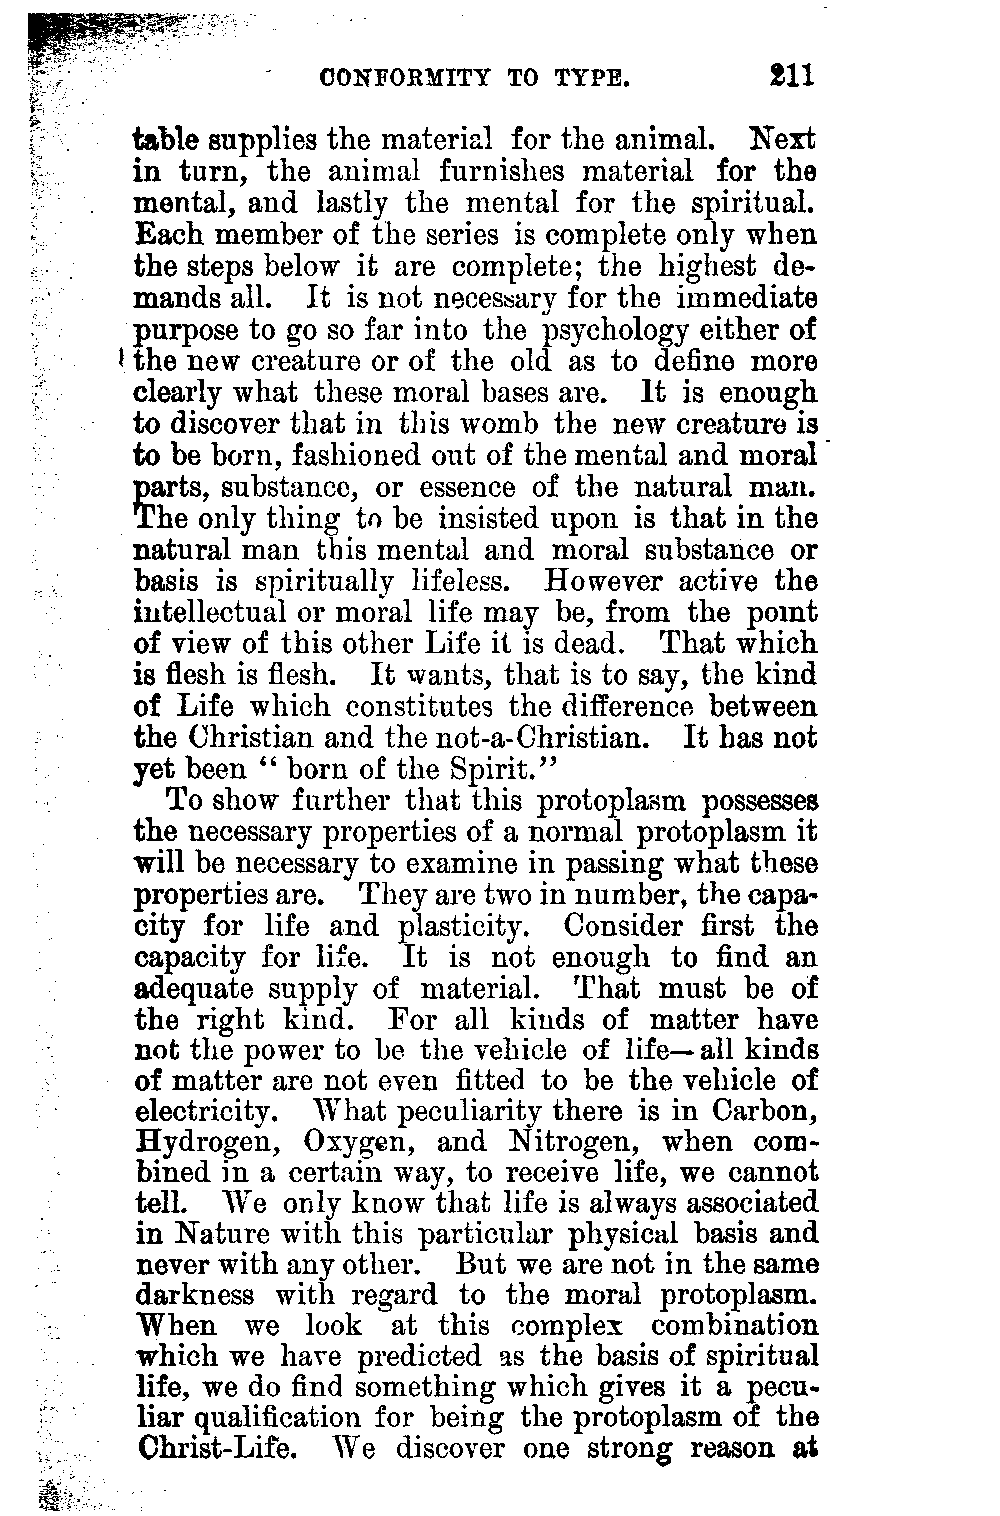 CONFORMITY TO TYPE. 211
table supplies the material for the animal. Next
in turn, the animal furnishes material for the
mental, and lastly the mental for the spiritual.
Each member of the series is complete only when
the steps below it are complete; the highest de-
mands all. It is not necessary for the immediate
purpose to go so far into the psychology either of
the new creature or of the old as to define more
clearly what these moral bases are. It is enough
to discover that in this womb the new creature is
to be born, fashioned out of the mental and moral
parts, substance, or essence of the natural man.
The only thing to be insisted upon is that in the
natural man this mental and moral substance or
basis is spiritually lifeless. However active the
intellectual or moral life may be, from the point
of view of this other Life it is dead. That which
is flesh is flesh. It wants, that is to say, the kind
of Life which constitutes the difference between
the Christian and the not-a-Christian. It has not
yet been “ born of the Spirit.”
To show further that this protoplasm possesses
the necessary properties of a normal protoplasm it
will be necessary to examine in passing what these
properties are. They are two in number, the capa-
city for life and plasticity. Consider first the
capacity for life. It is not enough to find an
adequate supply of material. That must be of
the right kind. For all kinds of matter have
not the power to be the vehicle of life—all kinds
of matter are not even fitted to be the vehicle of
electricity. What peculiarity there is in Carbon,
Hydrogen, Oxygen, and Nitrogen, when com-
bined in a certain way, to receive life, we cannot
tell. We only know that life is always associated
in Nature with this particular physical basis and
never with any other. But we are not in the same
darkness with regard to the moral protoplasm.
When we look at this complex combination
which we have predicted as the basis of spiritual
life, we do find something which gives it a pecu-
liar qualification for being the protoplasm of the
Christ-Life. We discover one strong reason at